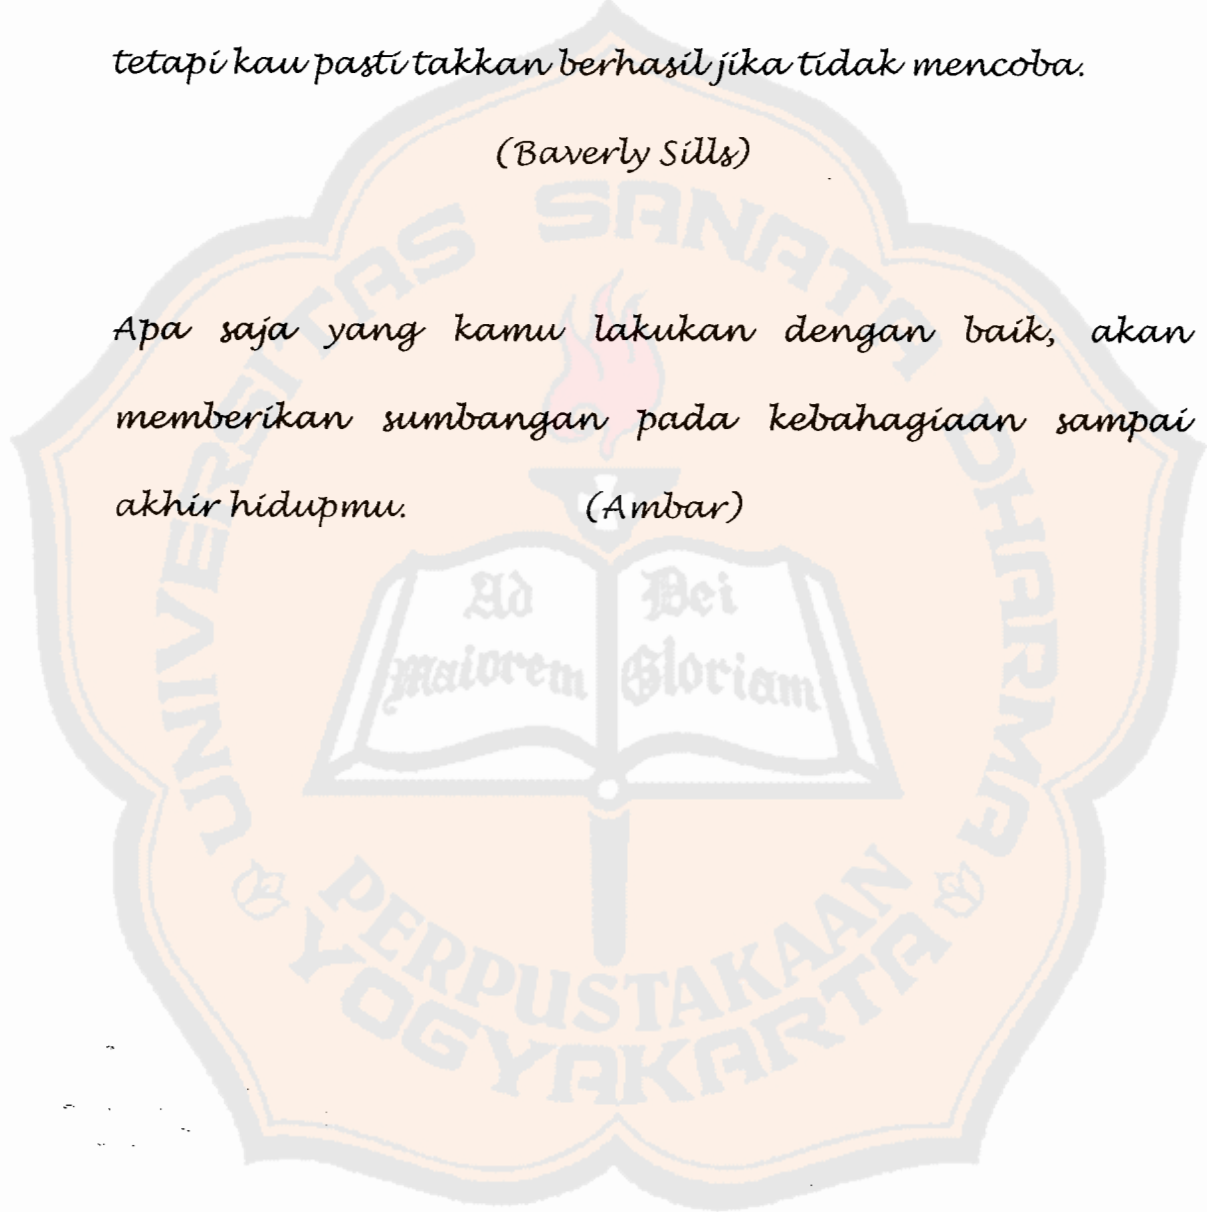 tetapi kau pasti takkan berhasil jika tidak mencoba.
(Baverly Sills)
Apa saja yang kamu lakukan dengan baik, akan
memberikan sumbangan pada kebahagiaan sampai
akhir hidupmu. (Ambar)
UNIVERSITAS SANATA DHARMA
Ad Dei
maiorem Gloriam
PERPUSTAKAAN
YOGYAKARTA